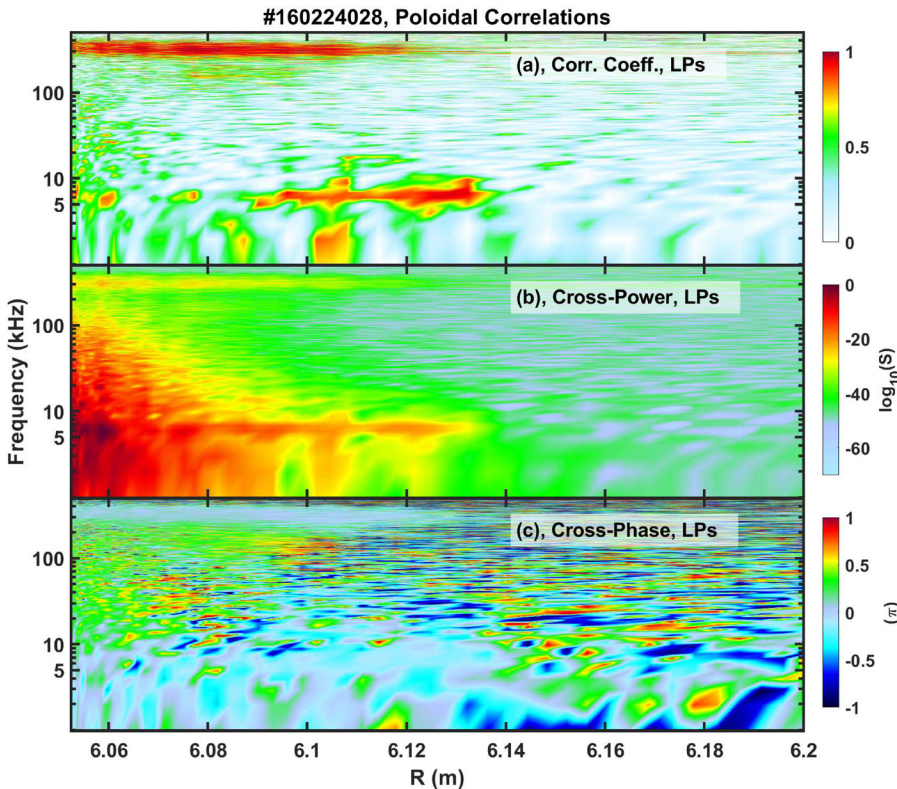 #160224028, Poloidal Correlations
(a), Corr. Coeff., LPs
100
10
5
1
0.5
0
(b), Cross-Power, LPs
100
10
5
Frequency (kHz)
0
-20
-40
-60
log10(S)
(c), Cross-Phase, LPs
100
10
5
1
0.5
0
-0.5
-1
(π)
6.06 6.08 6.1 6.12 6.14 6.16 6.18 6.2
R (m)